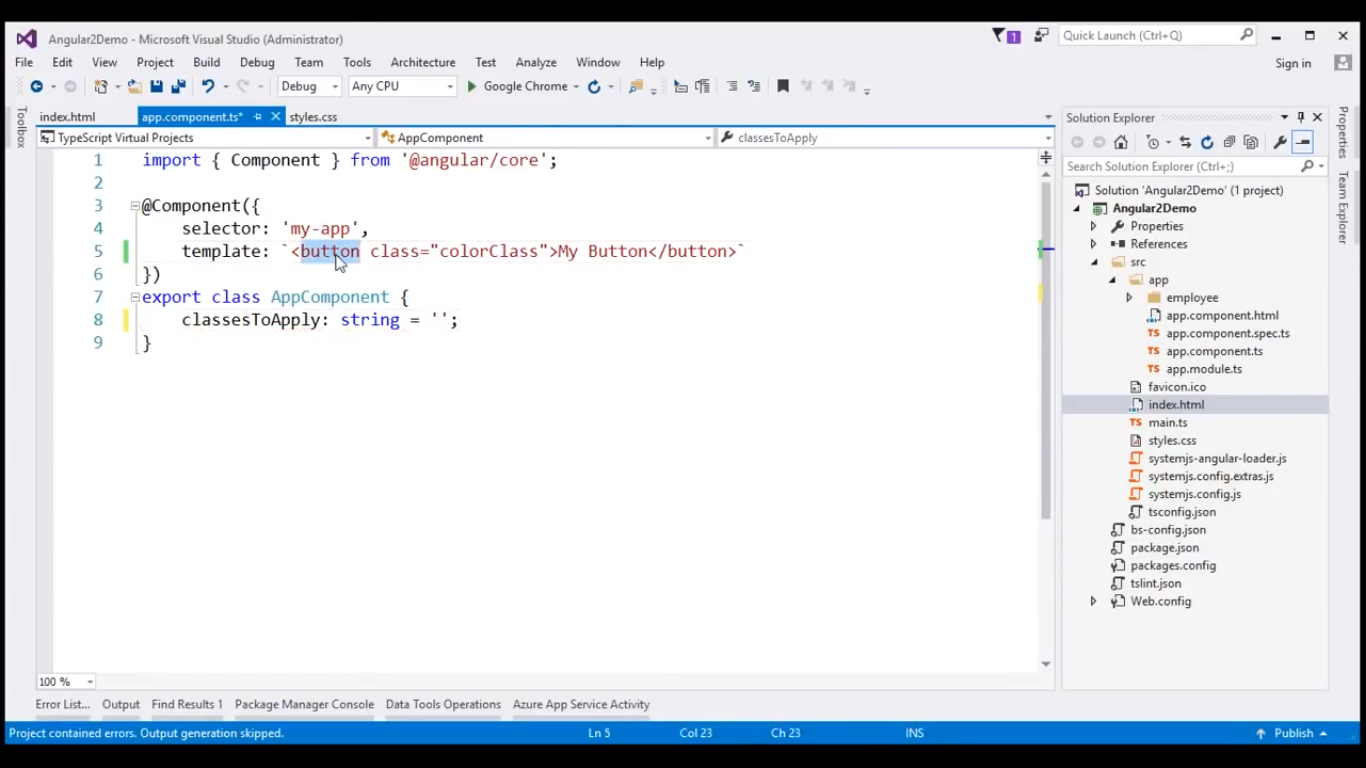 Angular2Demo - Microsoft Visual Studio (Administrator)
1
Quick Launch (Ctrl+Q)
File Edit View Project Build Debug Team Tools Architecture Test Analyze Window Help
Sign in
Debug Any CPU Google Chrome
Toolbox
index.html app.component.ts* styles.css
TypeScript Virtual Projects AppComponent classesToApply
1 import { Component } from '@angular/core';
2
3 @Component({
4 selector: 'my-app',
5 template: `<button class="colorClass">My Button</button>`
6 })
7 export class AppComponent {
8 classesToApply: string = '';
9 }
100 %
Solution Explorer
Search Solution Explorer (Ctrl+;)
Solution 'Angular2Demo' (1 project)
Angular2Demo
Properties
References
src
app
employee
app.component.html
TS app.component.spec.ts
TS app.component.ts
TS app.module.ts
favicon.ico
index.html
TS main.ts
styles.css
systemjs-angular-loader.js
systemjs.config.extras.js
systemjs.config.js
tsconfig.json
bs-config.json
package.json
packages.config
tslint.json
Web.config
Properties
Team Explorer
Error List... Output Find Results 1 Package Manager Console Data Tools Operations Azure App Service Activity
Project contained errors. Output generation skipped. Ln 5 Col 23 Ch 23 INS Publish